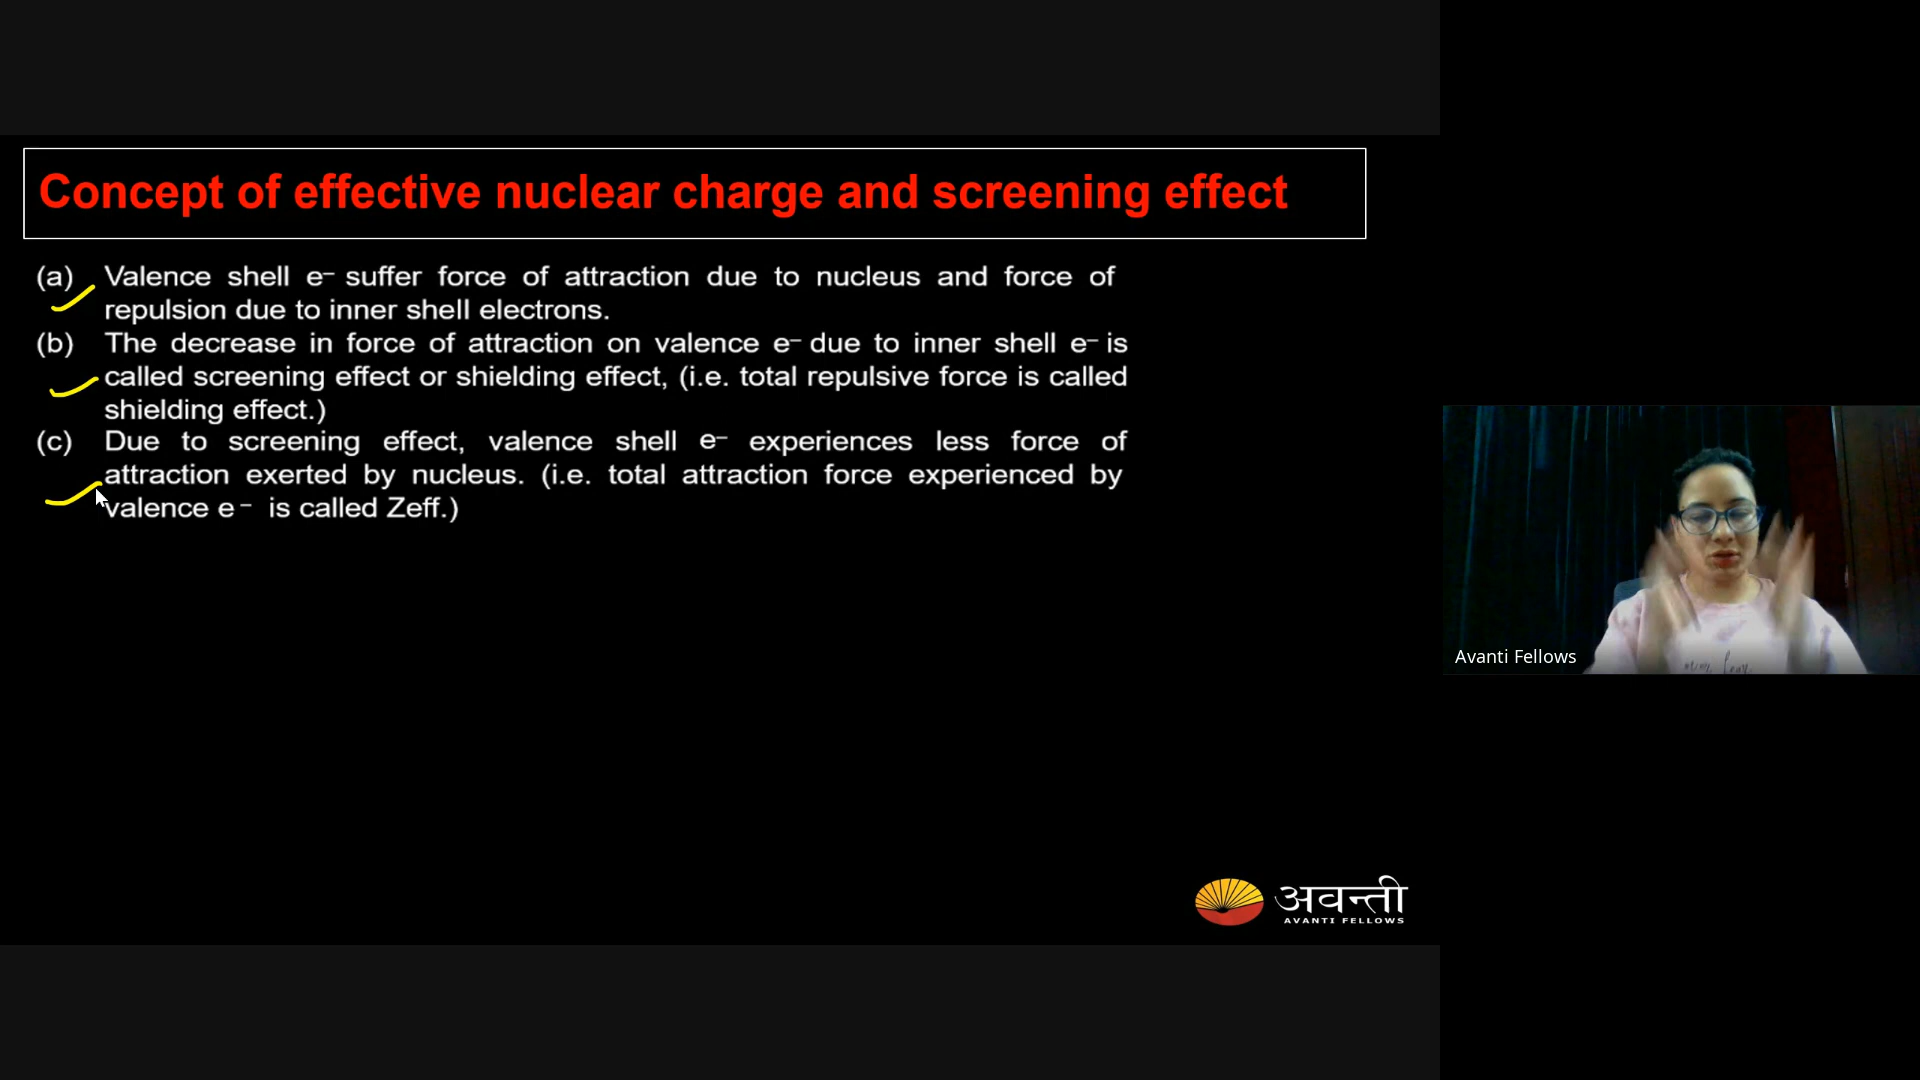 Concept of effective nuclear charge and screening effect
(a) Valence shell e– suffer force of attraction due to nucleus and force of
repulsion due to inner shell electrons.
(b) The decrease in force of attraction on valence e– due to inner shell e– is
called screening effect or shielding effect, (i.e. total repulsive force is called
shielding effect.)
(c) Due to screening effect, valence shell e– experiences less force of
attraction exerted by nucleus. (i.e. total attraction force experienced by
valence e – is called Zeff.)
Avanti Fellows
अवन्ती
AVANTI FELLOWS